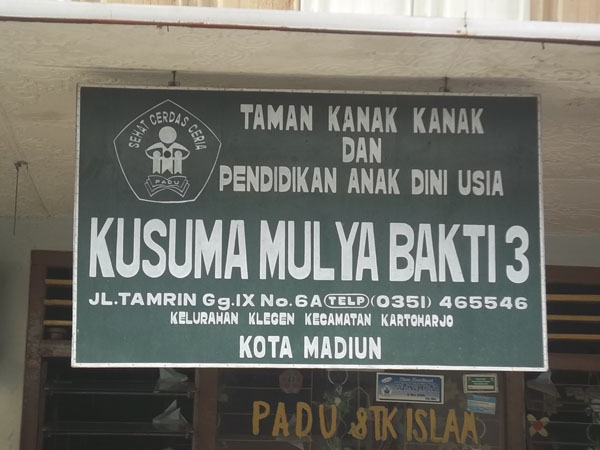 SEHAT CERDAS CERIA
PADU
TAMAN KANAK KANAK
DAN
PENDIDIKAN ANAK DINI USIA
KUSUMA MULYA BAKTI 3
JL.TAMRIN Gg.IX No.6A TELP (0351) 465546
KELURAHAN KLEGEN KECAMATAN KARTOHARJO
KOTA MADIUN
PADU & TK ISLAM